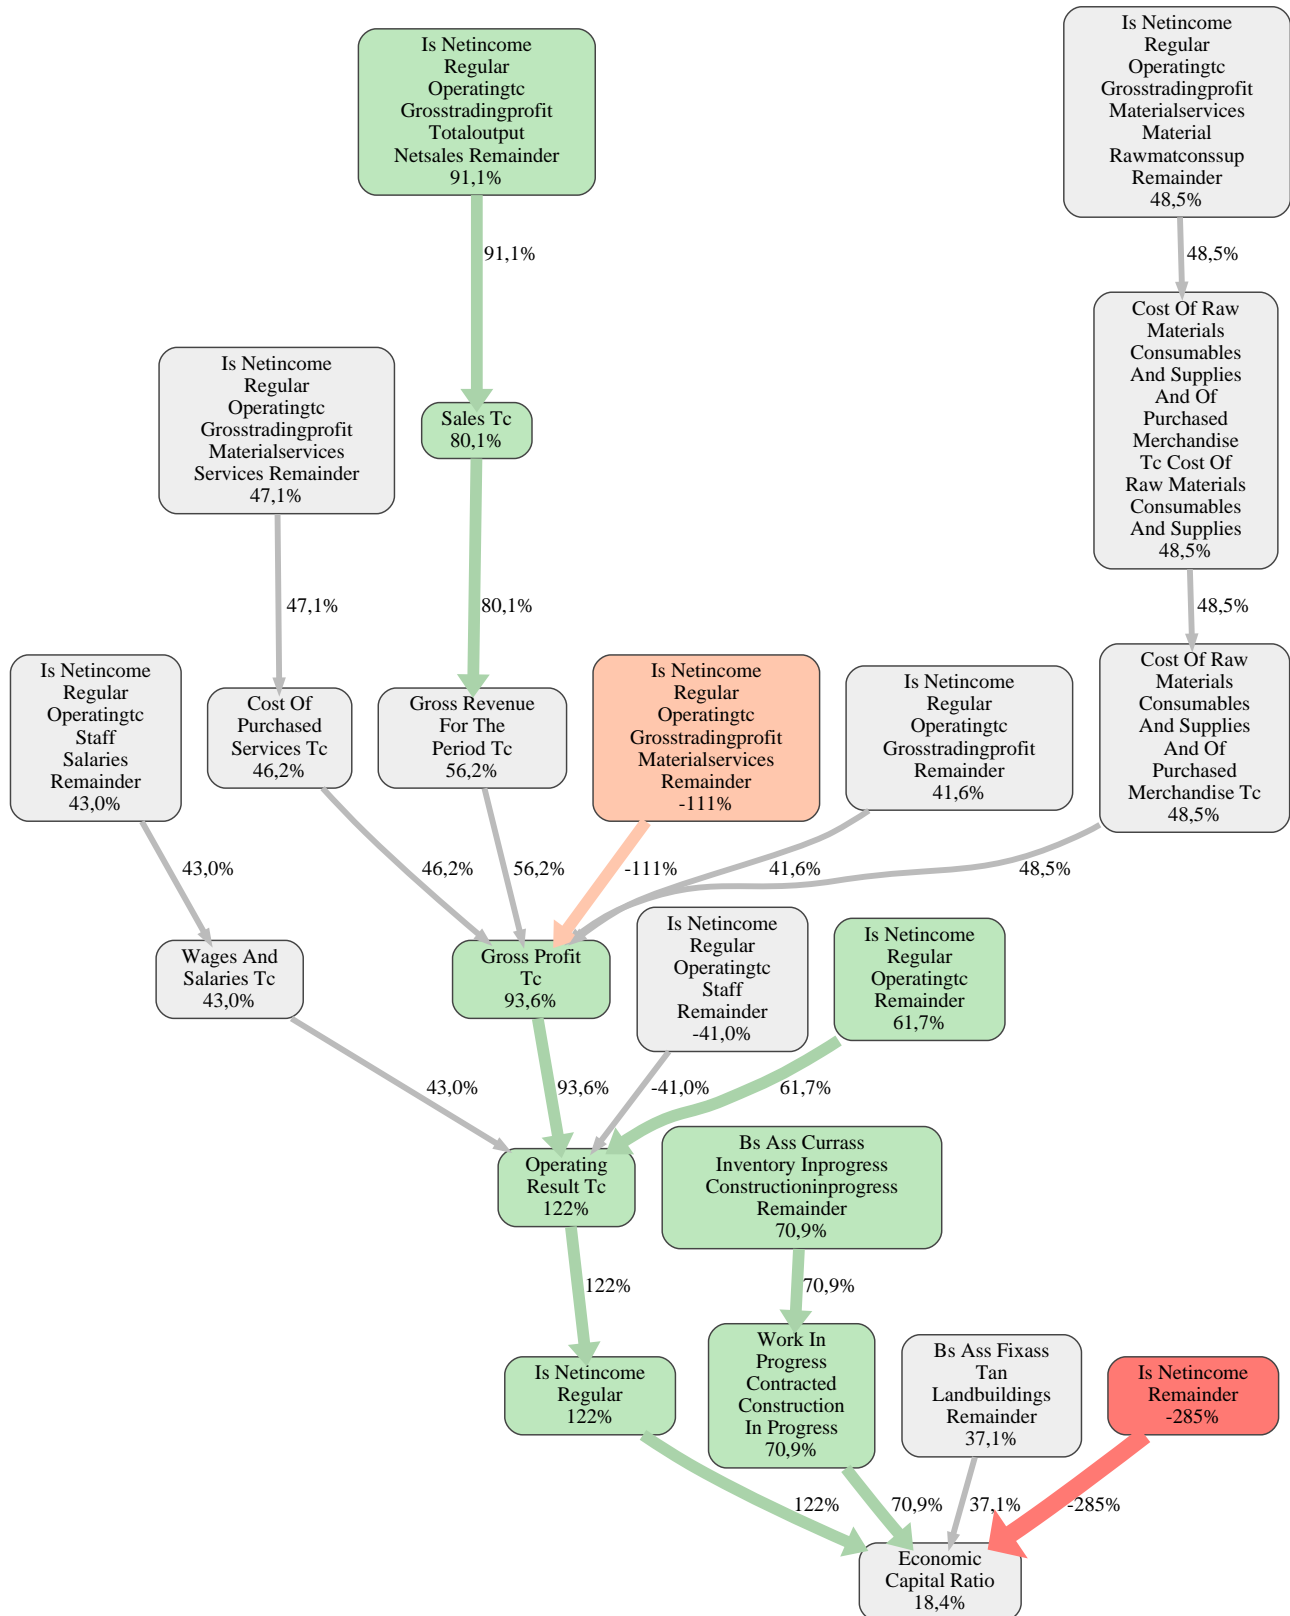 Is Netincome
Regular
Operatingtc
Grosstradingprofit
Totaloutput
Netsales Remainder
91,1%
Is Netincome
Regular
Operatingtc
Grosstradingprofit
Materialservices
Material
Rawmatconssup
Remainder
48,5%
91,1%
48,5%
Is Netincome
Regular
Operatingtc
Grosstradingprofit
Materialservices
Services Remainder
47,1%
Sales Tc
80,1%
Cost Of Raw
Materials
Consumables
And Supplies
And Of
Purchased
Merchandise
Tc Cost Of
Raw Materials
Consumables
And Supplies
48,5%
47,1%
80,1%
48,5%
Is Netincome
Regular
Operatingtc
Staff
Salaries
Remainder
43,0%
Cost Of
Purchased
Services Tc
46,2%
Gross Revenue
For The
Period Tc
56,2%
Is Netincome
Regular
Operatingtc
Grosstradingprofit
Materialservices
Remainder
-111%
Is Netincome
Regular
Operatingtc
Grosstradingprofit
Remainder
41,6%
Cost Of Raw
Materials
Consumables
And Supplies
And Of
Purchased
Merchandise Tc
48,5%
43,0%
46,2%
56,2%
-111%
41,6%
48,5%
Wages And
Salaries Tc
43,0%
Gross Profit
Tc
93,6%
Is Netincome
Regular
Operatingtc
Staff
Remainder
-41,0%
Is Netincome
Regular
Operatingtc
Remainder
61,7%
43,0%
93,6%
-41,0%
61,7%
Operating
Result Tc
122%
Bs Ass Currass
Inventory Inprogress
Constructioninprogress
Remainder
70,9%
122%
70,9%
Is Netincome
Regular
122%
Work In
Progress
Contracted
Construction
In Progress
70,9%
Bs Ass Fixass
Tan
Landbuildings
Remainder
37,1%
Is Netincome
Remainder
-285%
122%
70,9%
37,1%
-285%
Economic
Capital Ratio
18,4%